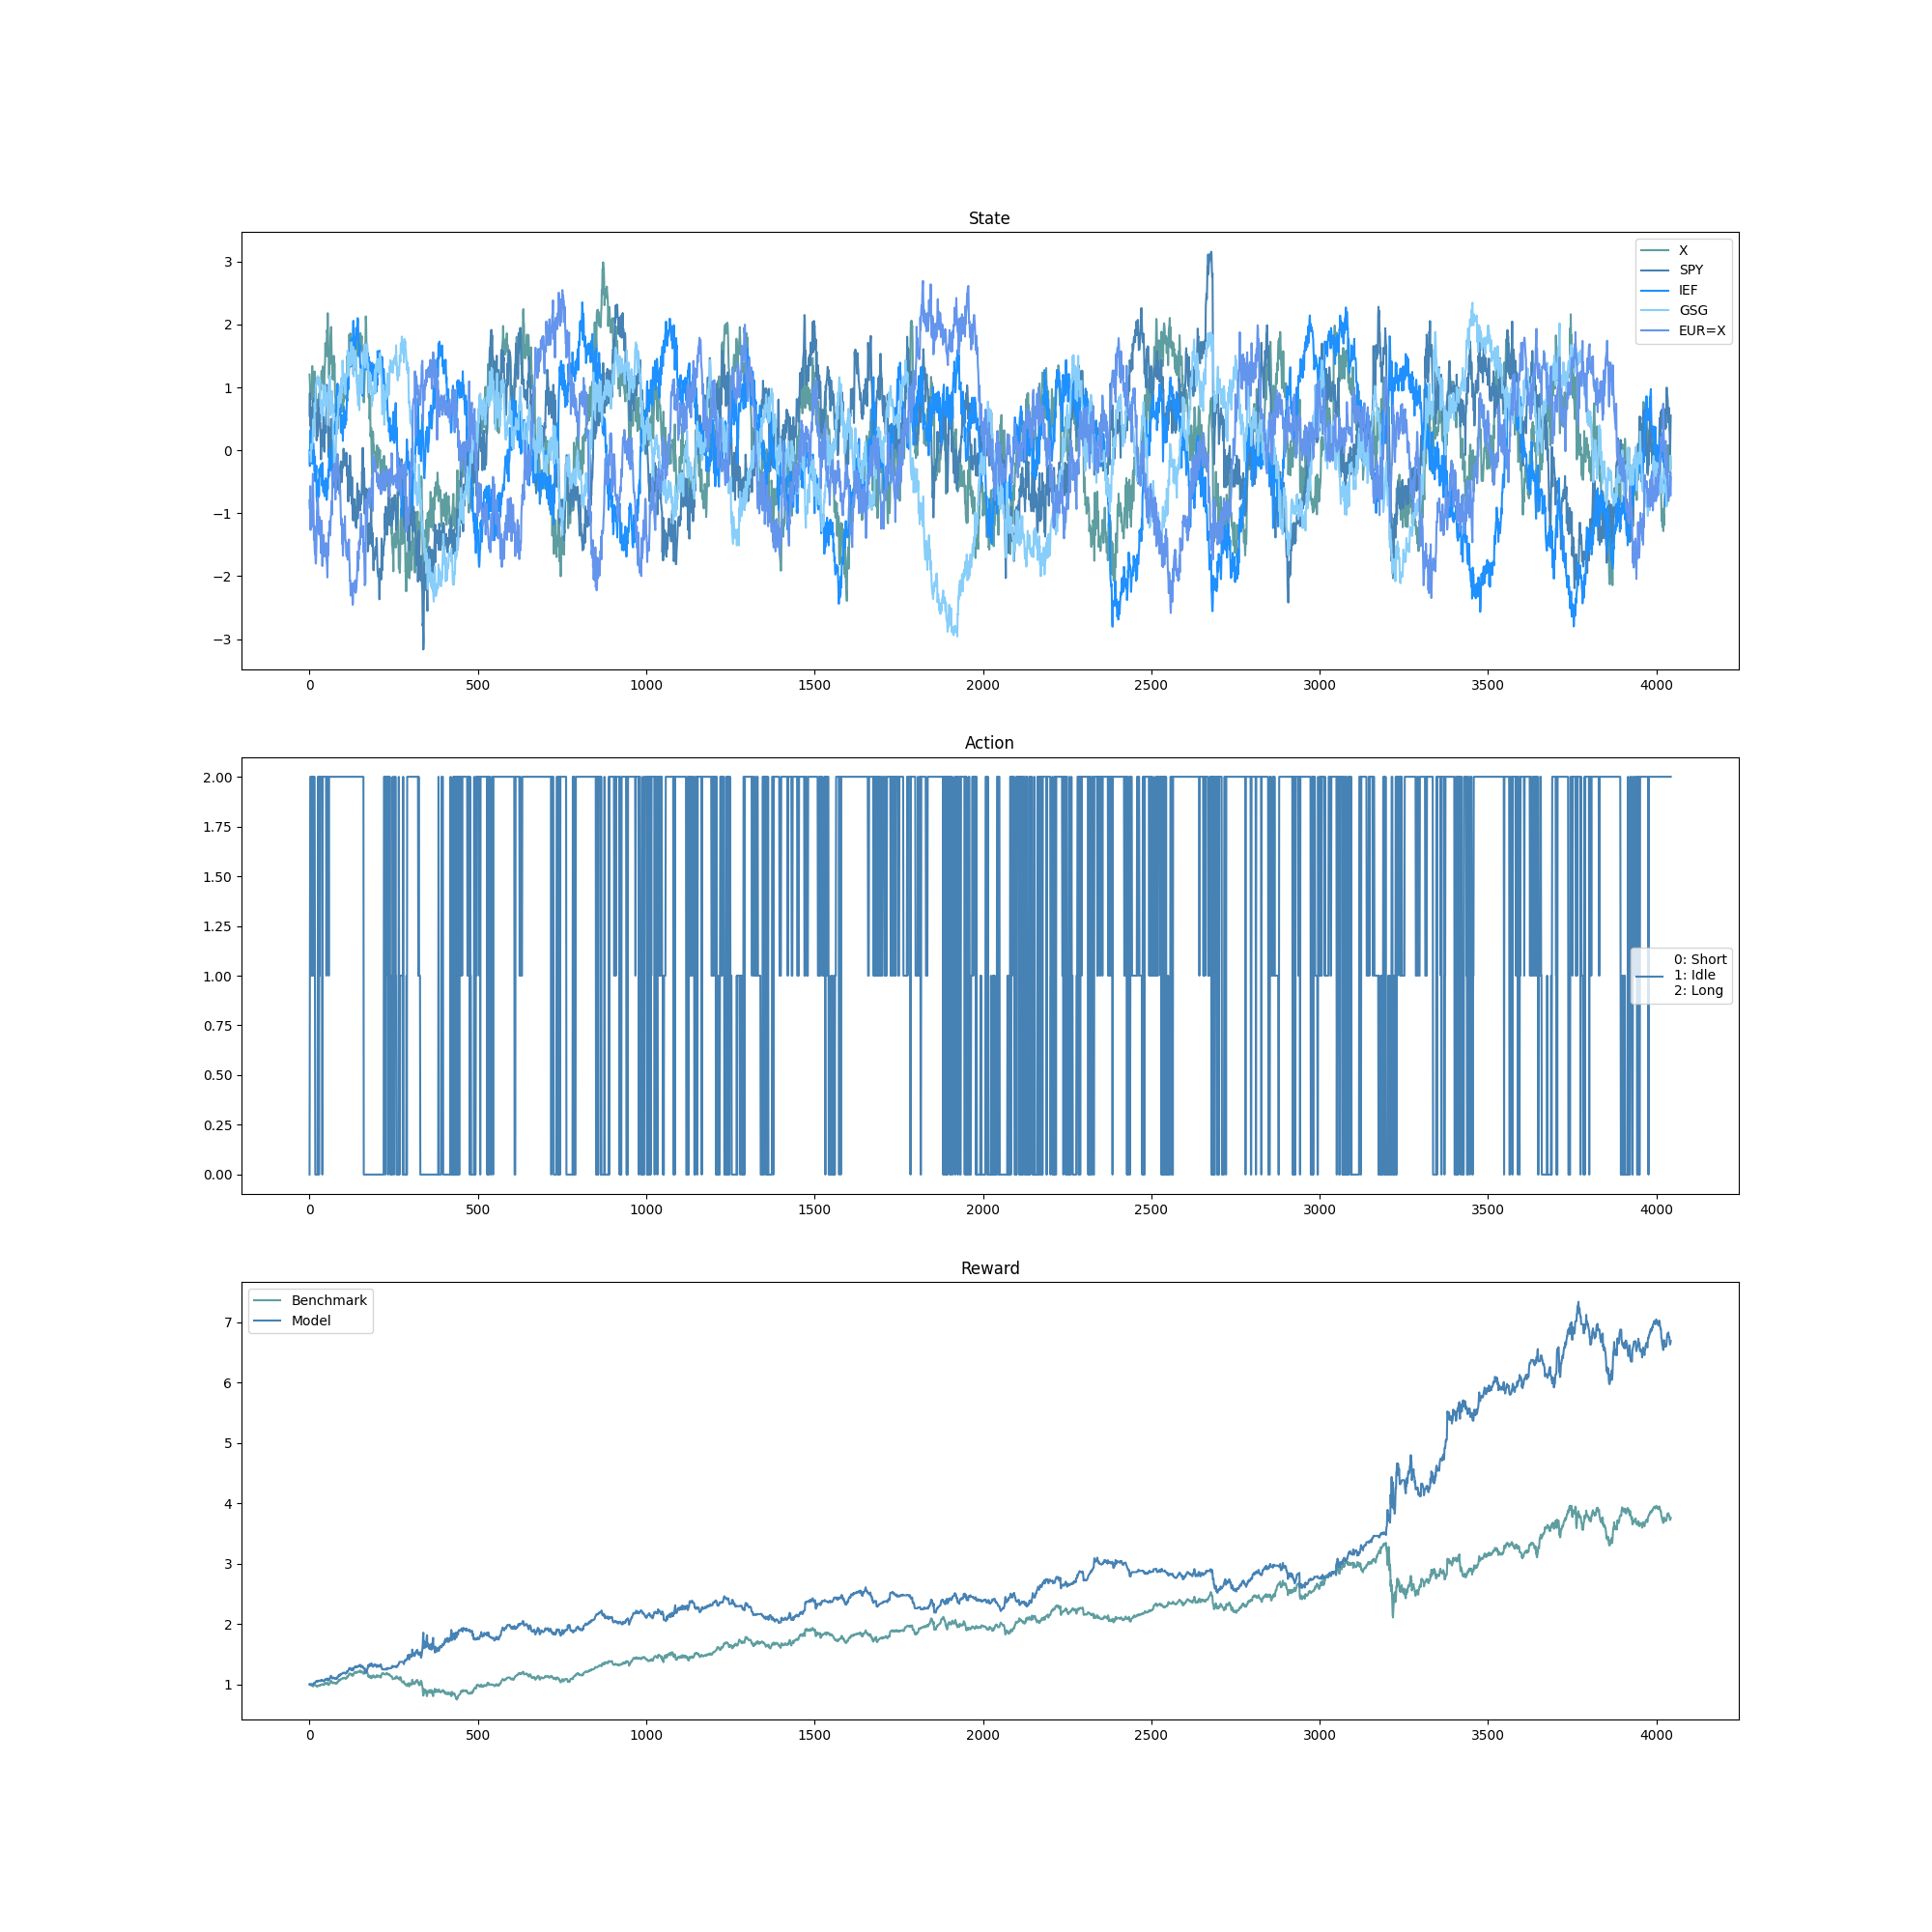 State
3
2
1
0
−1
−2
−3
X
SPY
IEF
GSG
EUR=X
0 500 1000 1500 2000 2500 3000 3500 4000
Action
2.00
1.75
1.50
1.25
1.00
0.75
0.50
0.25
0.00
0: Short
1: Idle
2: Long
0 500 1000 1500 2000 2500 3000 3500 4000
Reward
Benchmark
Model
7
6
5
4
3
2
1
0 500 1000 1500 2000 2500 3000 3500 4000